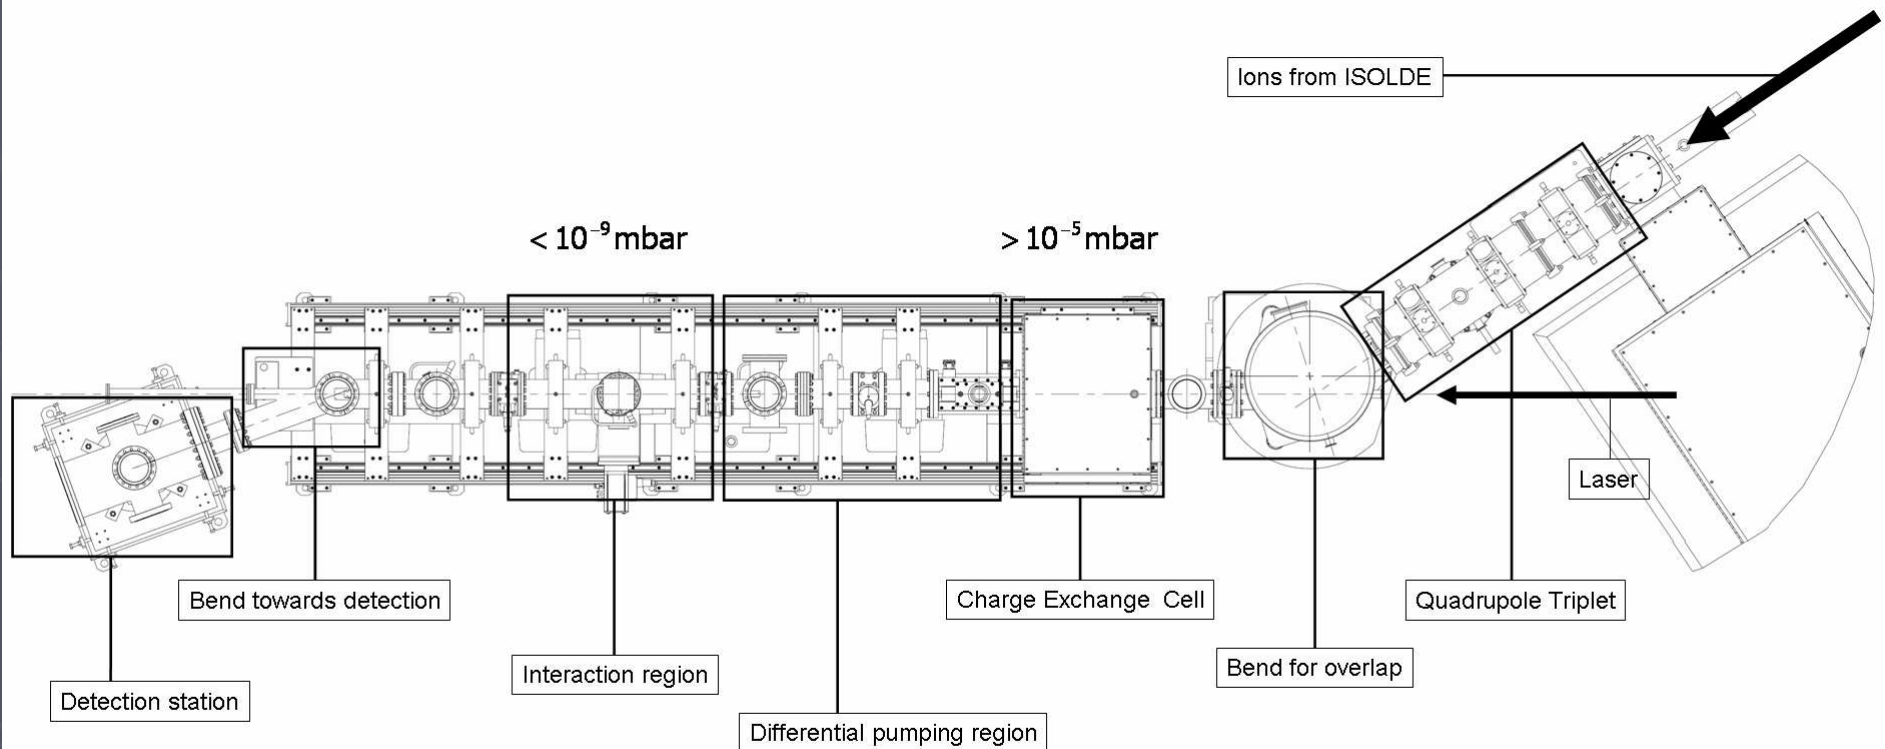 Ions from ISOLDE
< 10⁻⁹ mbar
> 10⁻⁵ mbar
Laser
Bend towards detection
Charge Exchange Cell
Quadrupole Triplet
Interaction region
Bend for overlap
Detection station
Differential pumping region